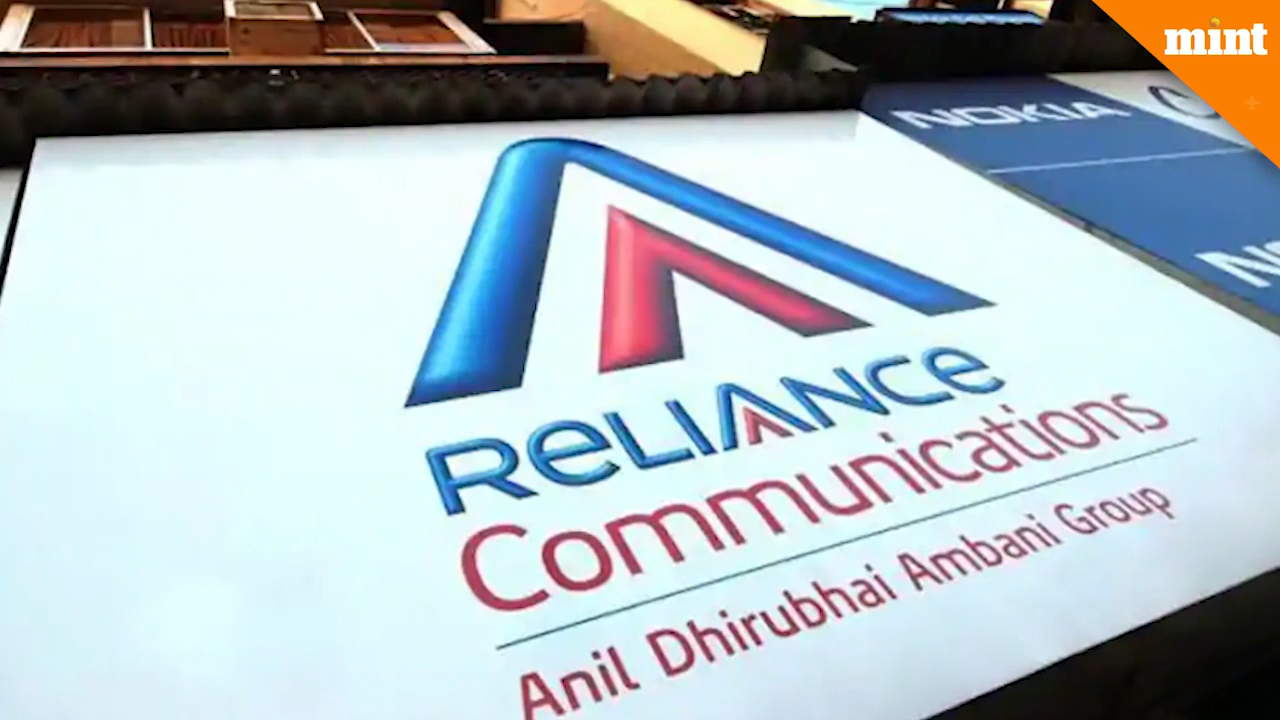 mint
NOKIA
RELIANCE
Communications
Anil Dhirubhai Ambani Group